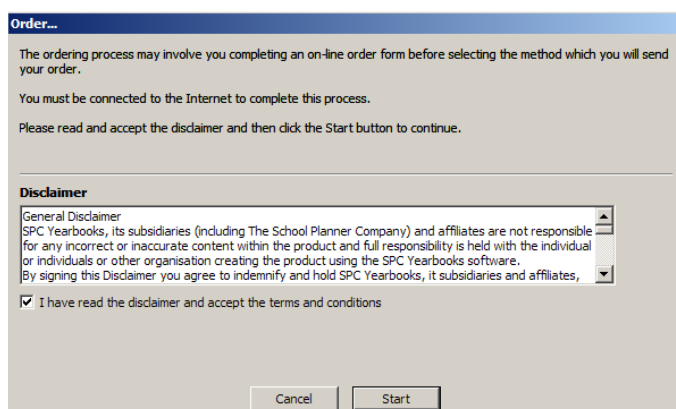 Order...
The ordering process may involve you completing an on-line order form before selecting the method which you will send
your order.
You must be connected to the Internet to complete this process.
Please read and accept the disclaimer and then click the Start button to continue.
Disclaimer
General Disclaimer
SPC Yearbooks, its subsidiaries (including The School Planner Company) and affiliates are not responsible
for any incorrect or inaccurate content within the product and full responsibility is held with the individual
or individuals or other organisation creating the product using the SPC Yearbooks software.
By signing this Disclaimer you agree to indemnify and hold SPC Yearbooks, it subsidiaries and affiliates,
I have read the disclaimer and accept the terms and conditions
Cancel Start